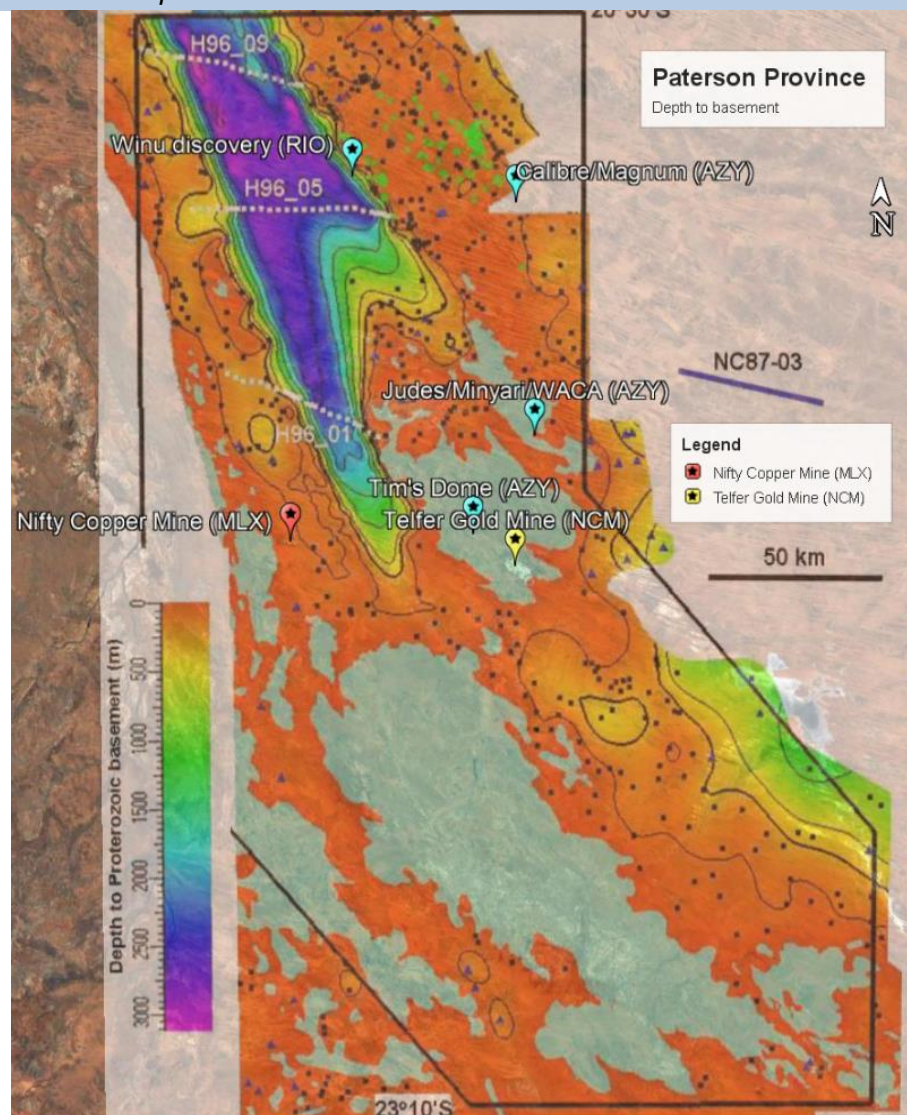 20°30'S
H96_09
Paterson Province
Depth to basement
Winu discovery (RIO)
Calibre/Magnum (AZY)
H96_05
N
NC87-03
Judes/Minyari/WACA (AZY)
H96_01
Legend
Nifty Copper Mine (MLX)
Telfer Gold Mine (NCM)
Tim's Dome (AZY)
Nifty Copper Mine (MLX)
Telfer Gold Mine (NCM)
50 km
Depth to Proterozoic basement (m)
0
500
1000
1500
2000
2500
3000
23°10'S